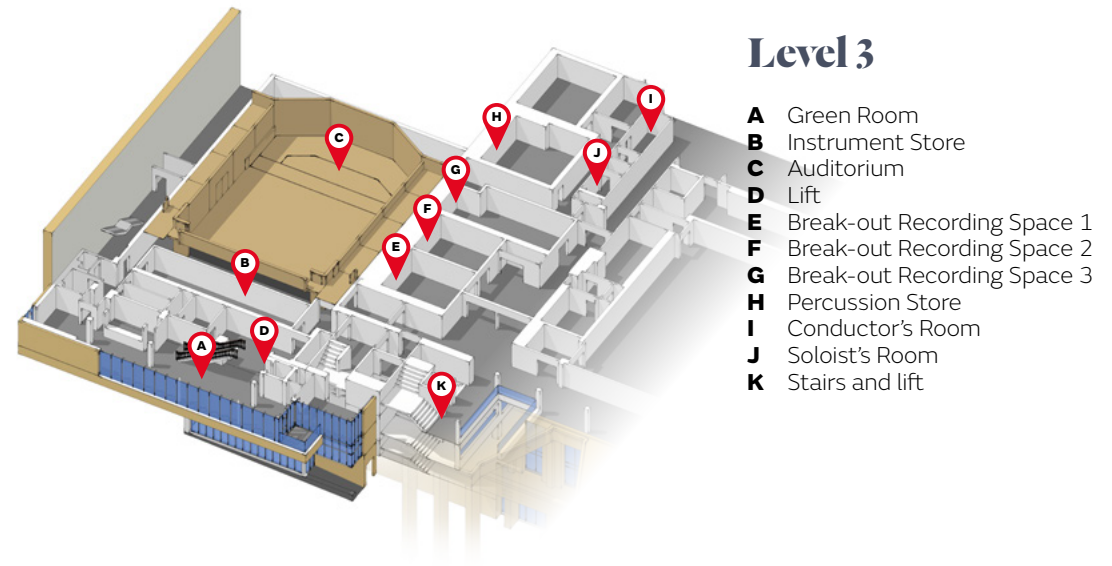 Level 3
A Green Room
B Instrument Store
C Auditorium
D Lift
E Break-out Recording Space 1
F Break-out Recording Space 2
G Break-out Recording Space 3
H Percussion Store
I Conductor's Room
J Soloist's Room
K Stairs and lift
I
H
C
J
G
F
E
B
D
A
K